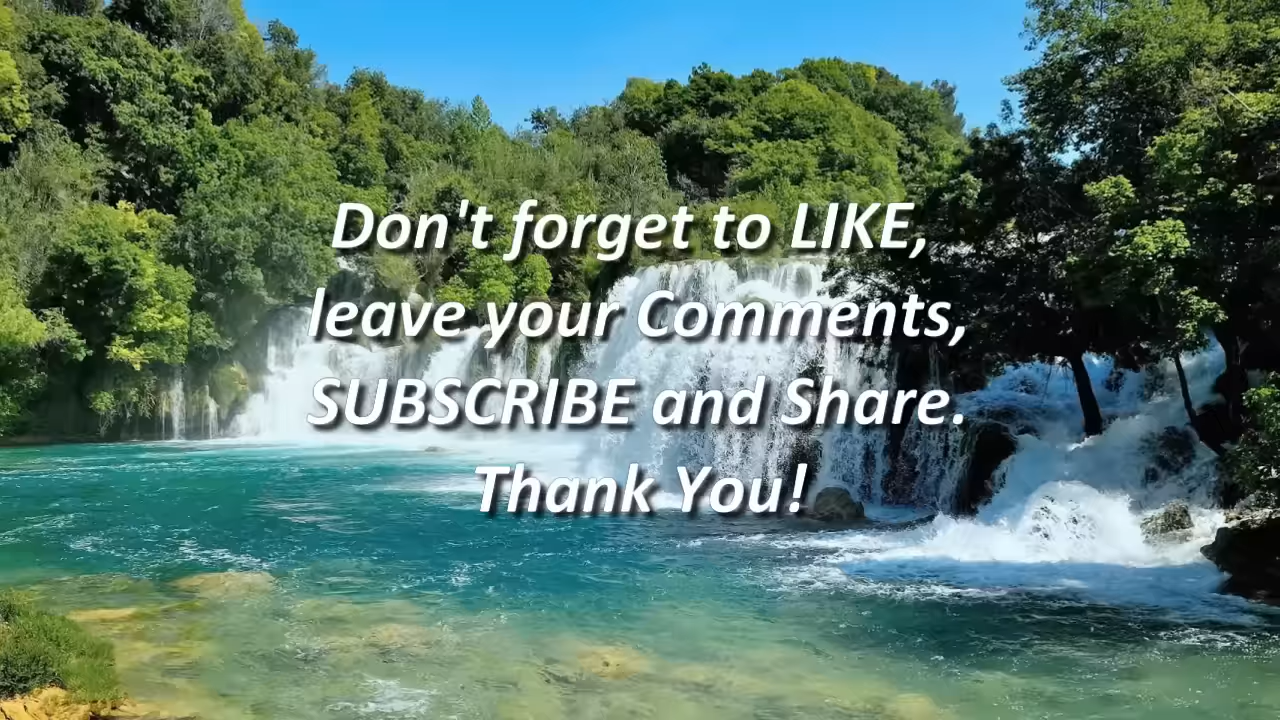 Don't forget to LIKE,
leave your Comments,
SUBSCRIBE and Share.
Thank You!